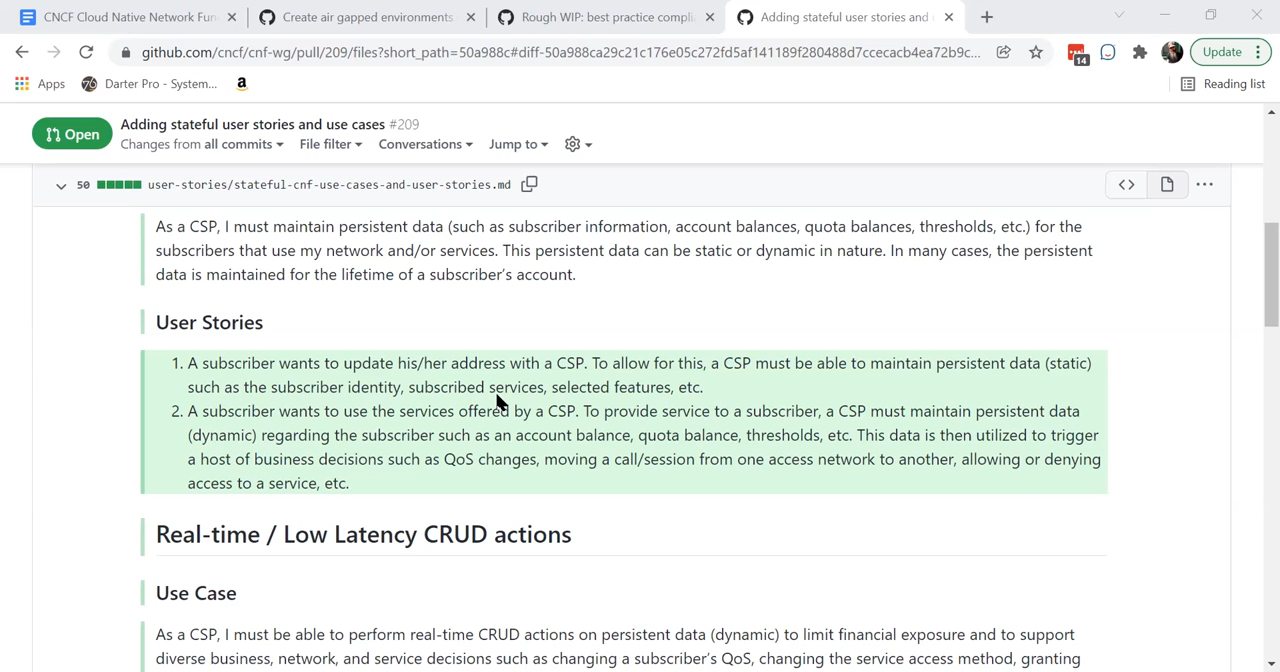 CNCF Cloud Native Network Fun
Create air gapped environments
Rough WIP: best practice compli
Adding stateful user stories and
github.com/cncf/cnf-wg/pull/209/files?short_path=50a988c#diff-50a988ca29c21c176e05c272fd5af141189f280488d7ccecacb4ea72b9c...
14
Update
Apps
Darter Pro - System...
a
Reading list
Open
Adding stateful user stories and use cases #209
Changes from all commits
File filter
Conversations
Jump to
50
user-stories/stateful-cnf-use-cases-and-user-stories.md
As a CSP, I must maintain persistent data (such as subscriber information, account balances, quota balances, thresholds, etc.) for the
subscribers that use my network and/or services. This persistent data can be static or dynamic in nature. In many cases, the persistent
data is maintained for the lifetime of a subscriber's account.
User Stories
1. A subscriber wants to update his/her address with a CSP. To allow for this, a CSP must be able to maintain persistent data (static)
such as the subscriber identity, subscribed services, selected features, etc.
2. A subscriber wants to use the services offered by a CSP. To provide service to a subscriber, a CSP must maintain persistent data
(dynamic) regarding the subscriber such as an account balance, quota balance, thresholds, etc. This data is then utilized to trigger
a host of business decisions such as QoS changes, moving a call/session from one access network to another, allowing or denying
access to a service, etc.
Real-time / Low Latency CRUD actions
Use Case
As a CSP, I must be able to perform real-time CRUD actions on persistent data (dynamic) to limit financial exposure and to support
diverse business, network, and service decisions such as changing a subscriber's QoS, changing the service access method, granting